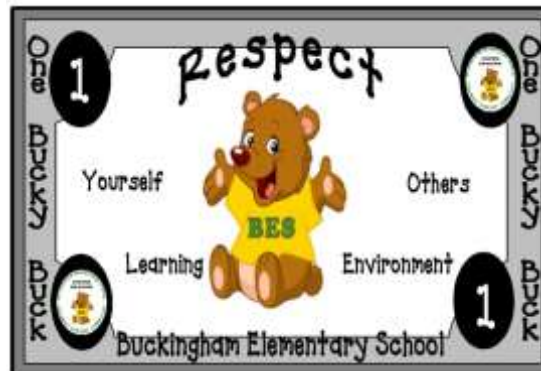 Respect
One Bucky Buck
1
One Bucky Buck
Yourself
Others
BES
Learning
Environment
1
Buckingham Elementary School